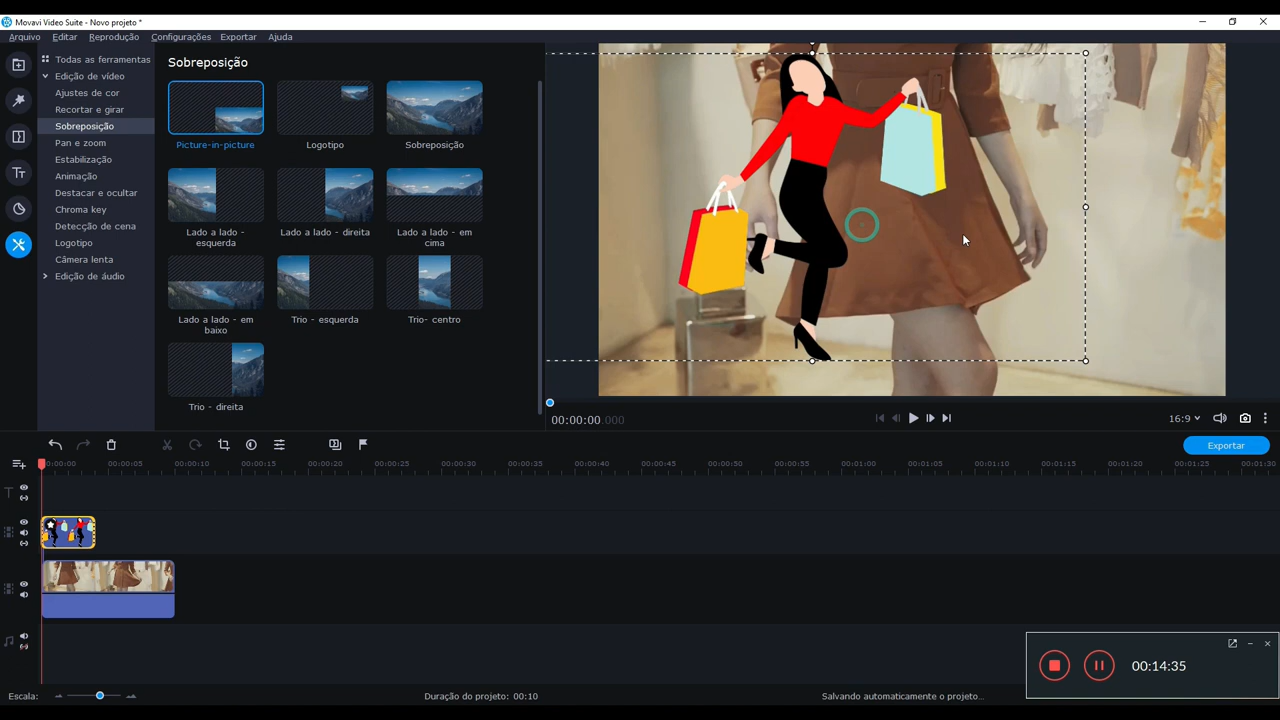 Movavi Video Suite - Novo projeto *
Arquivo Editar Reprodução Configurações Exportar Ajuda
Todas as ferramentas
Edição de vídeo
Ajustes de cor
Recortar e girar
Sobreposição
Pan e zoom
Estabilização
Animação
Destacar e ocultar
Chroma key
Detecção de cena
Logotipo
Câmera lenta
Edição de áudio
Sobreposição
Picture-in-picture
Logotipo
Sobreposição
Lado a lado -
esquerda
Lado a lado - direita
Lado a lado - em
cima
Lado a lado - em
baixo
Trio - esquerda
Trio- centro
Trio - direita
00:00:00.000
16:9
Exportar
00:00:05 00:00:10 00:00:15 00:00:20 00:00:25 00:00:30 00:00:35 00:00:40 00:00:45 00:00:50 00:00:55 00:01:00 00:01:05 00:01:10 00:01:15 00:01:20 00:01:25 00:01:30
00:14:35
Escala:
Duração do projeto: 00:10
Salvando automaticamente o projeto...